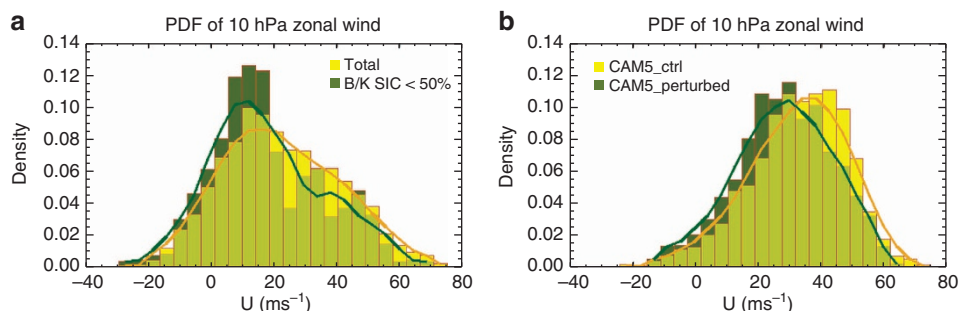 a
PDF of 10 hPa zonal wind
Total
B/K SIC < 50%
Density
0.14
0.12
0.10
0.08
0.06
0.04
0.02
0.00
−40 −20 0 20 40 60 80
U (ms⁻¹)
b
PDF of 10 hPa zonal wind
CAM5_ctrl
CAM5_perturbed
Density
0.14
0.12
0.10
0.08
0.06
0.04
0.02
0.00
−40 −20 0 20 40 60 80
U (ms⁻¹)